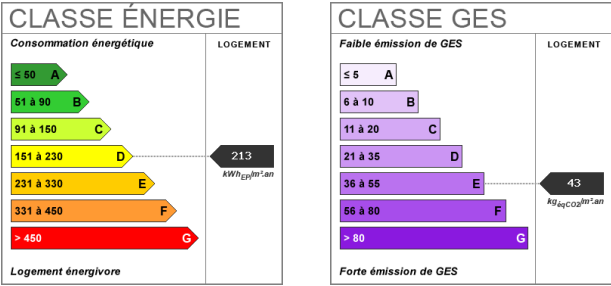 CLASSE ÉNERGIE
Consommation énergétique
LOGEMENT
≤ 50 A
51 à 90 B
91 à 150 C
151 à 230 D
213
kWhEP/m².an
231 à 330 E
331 à 450 F
> 450 G
Logement énergivore
CLASSE GES
Faible émission de GES
LOGEMENT
≤ 5 A
6 à 10 B
11 à 20 C
21 à 35 D
36 à 55 E
43
kgéqCO2/m².an
56 à 80 F
> 80 G
Forte émission de GES